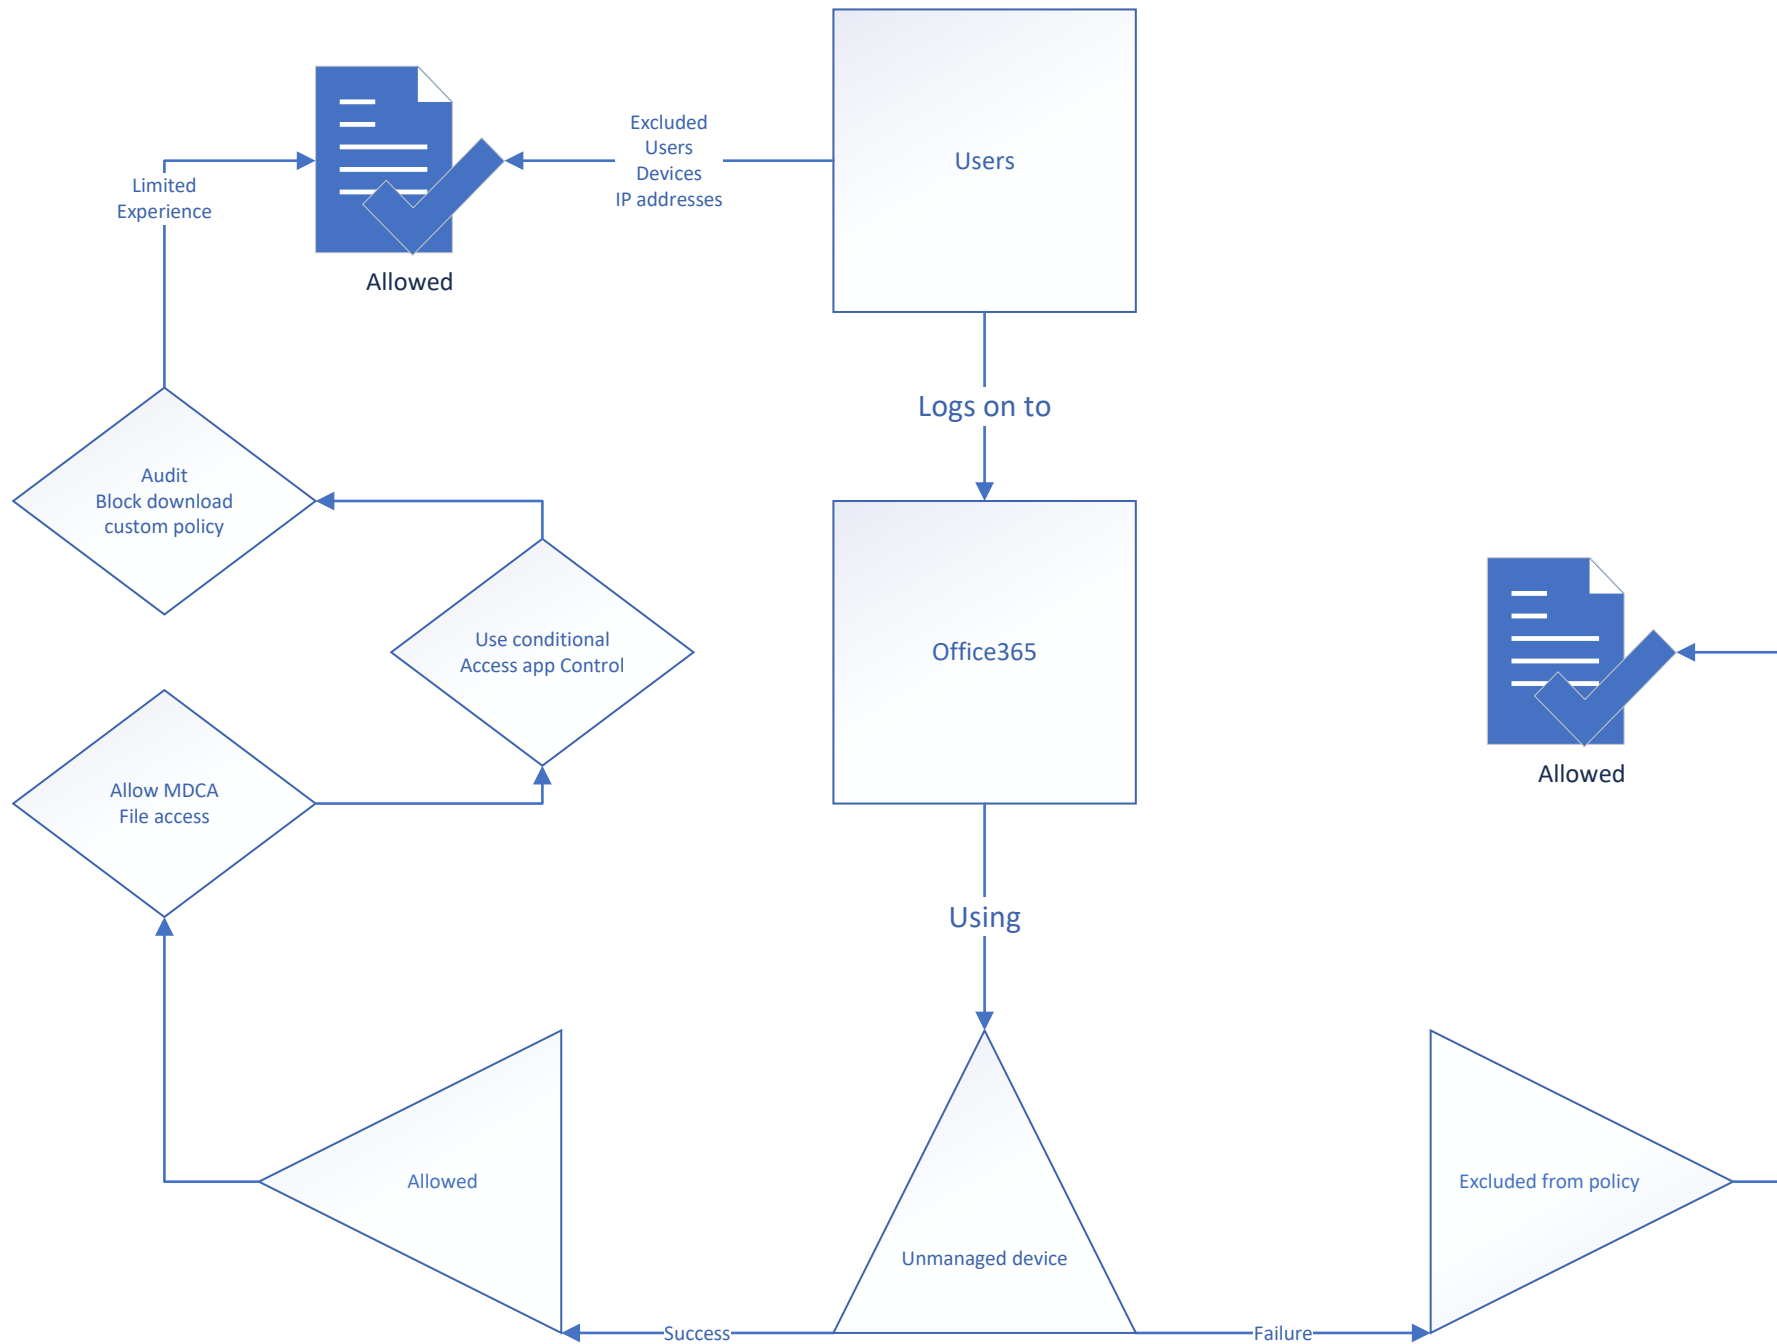 Excluded
Users
Devices
IP addresses
Users
Limited
Experience
Allowed
Logs on to
Audit
Block download
custom policy
Use conditional
Access app Control
Office365
Allow MDCA
File access
Allowed
Using
Allowed
Excluded from policy
Unmanaged device
Success
Failure